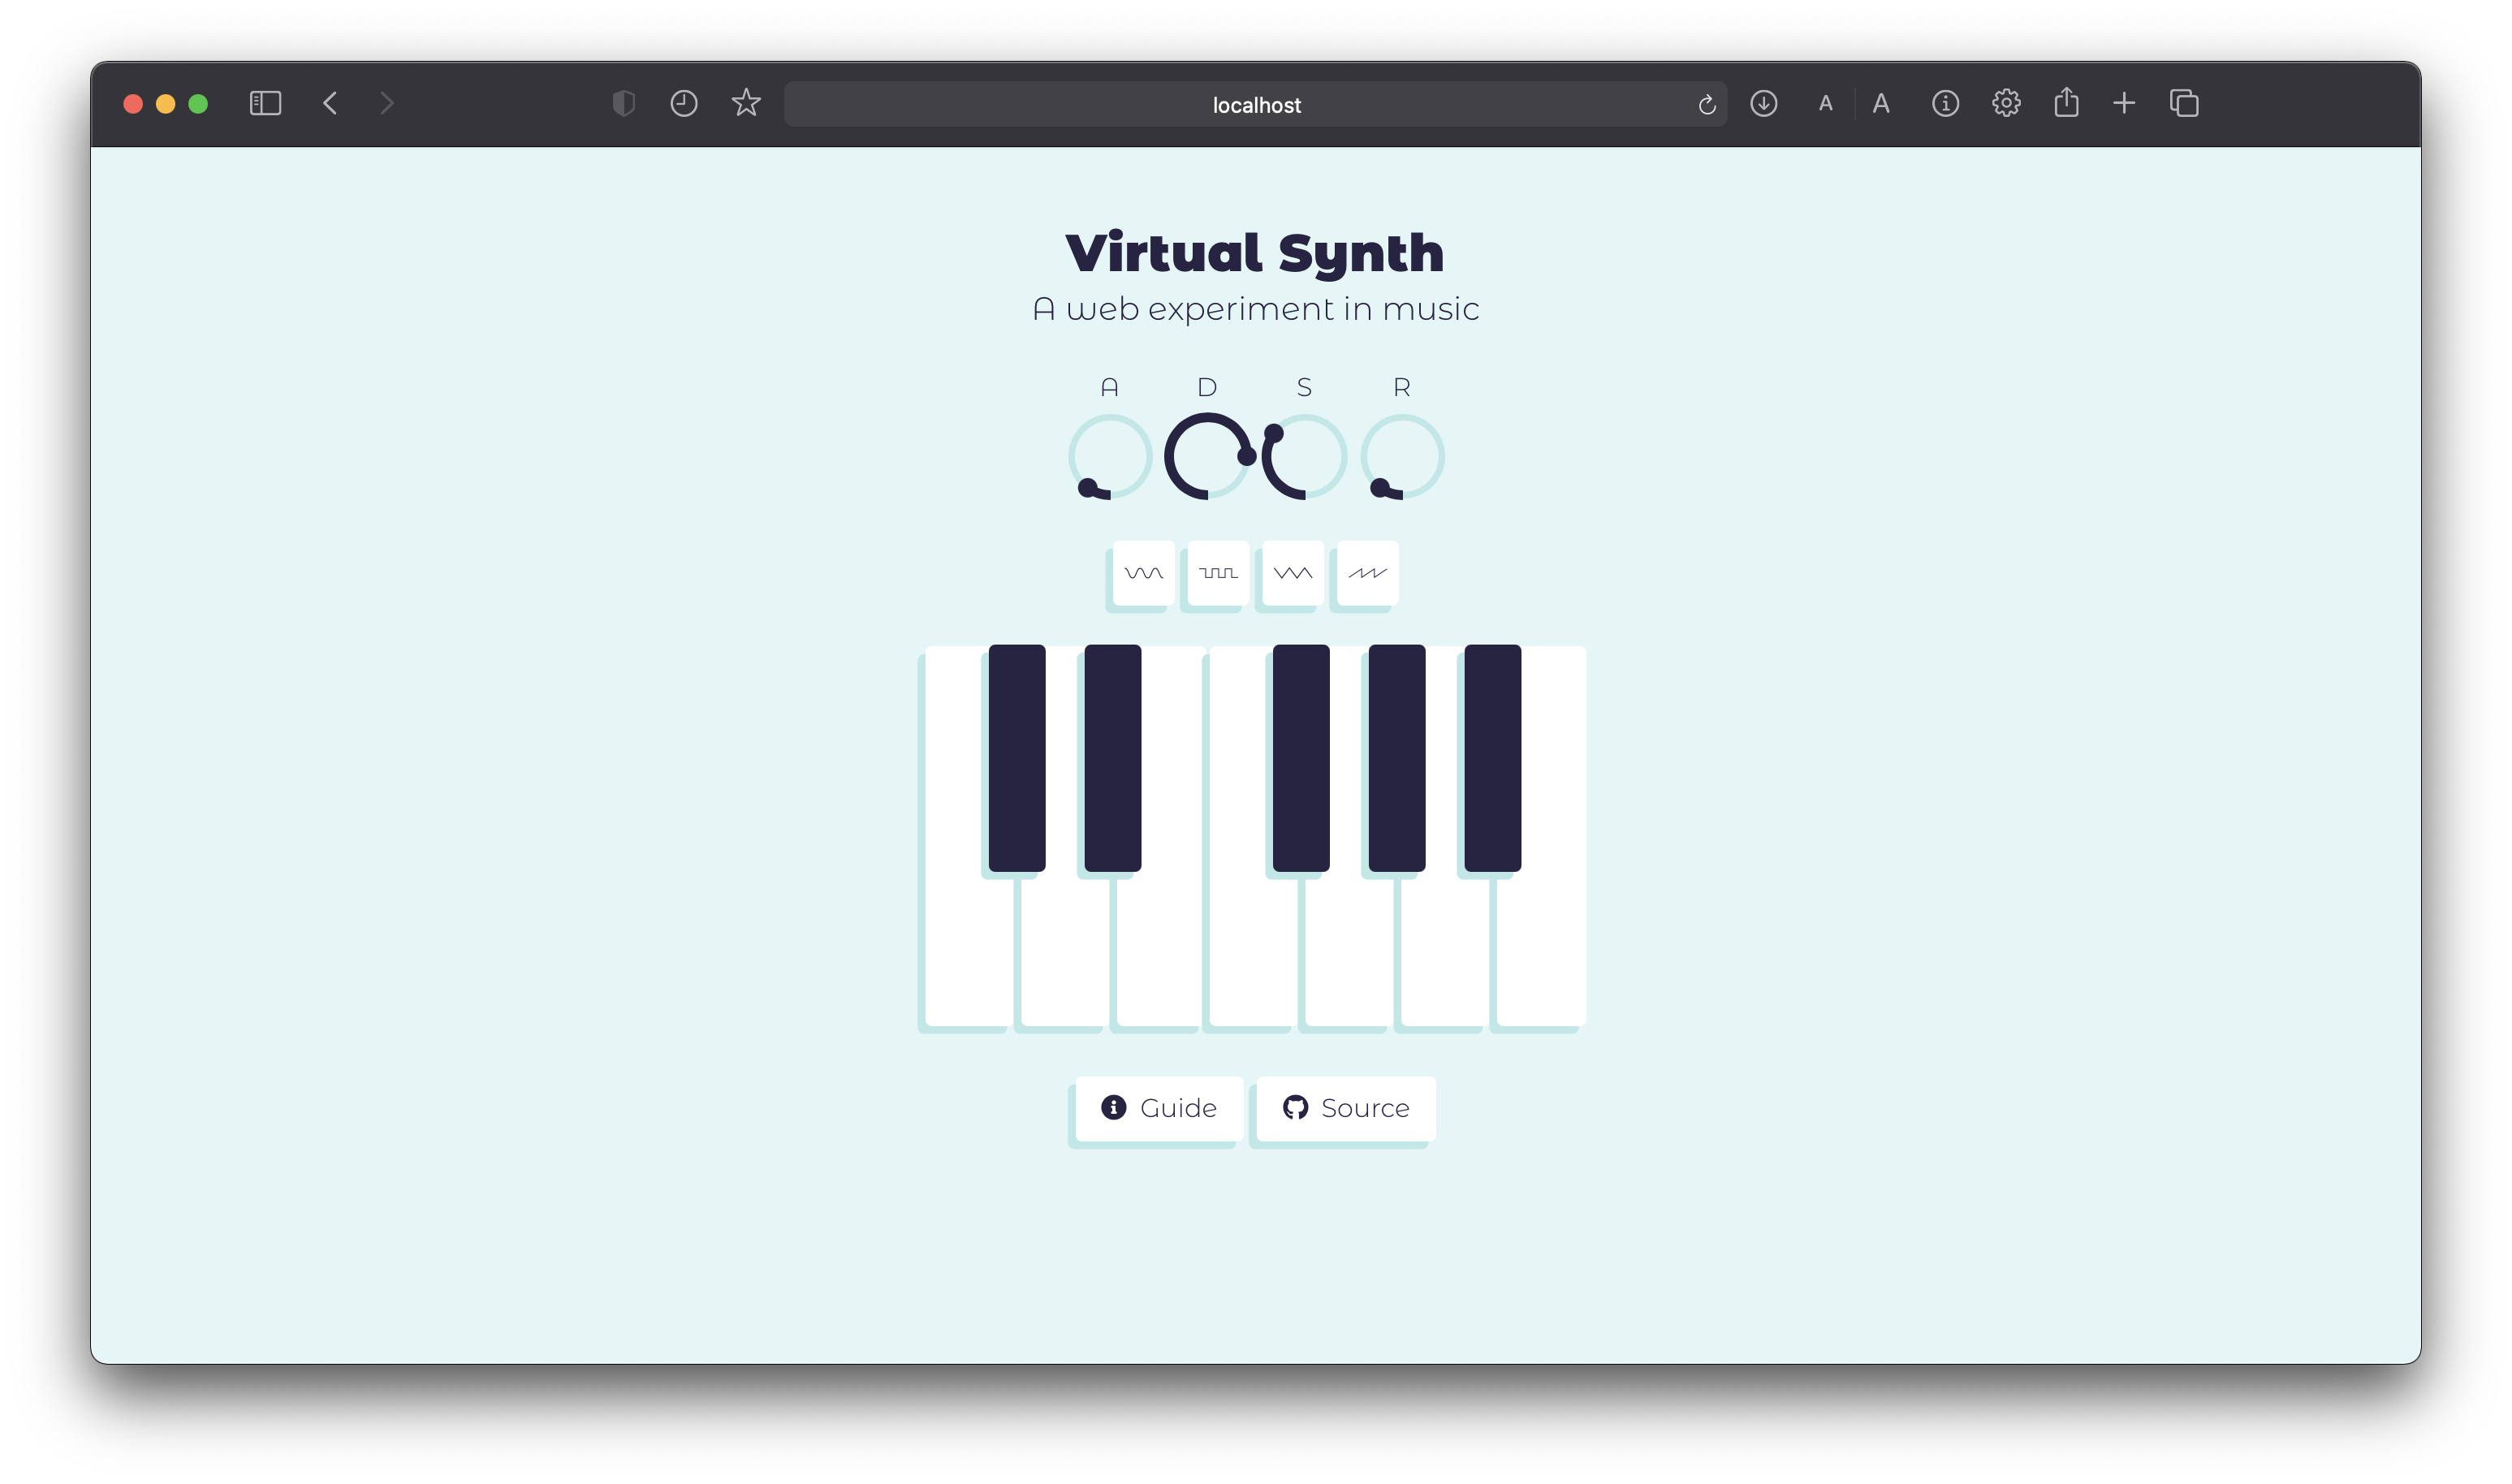 localhost
A A
Virtual Synth
A web experiment in music
A D S R
Guide Source